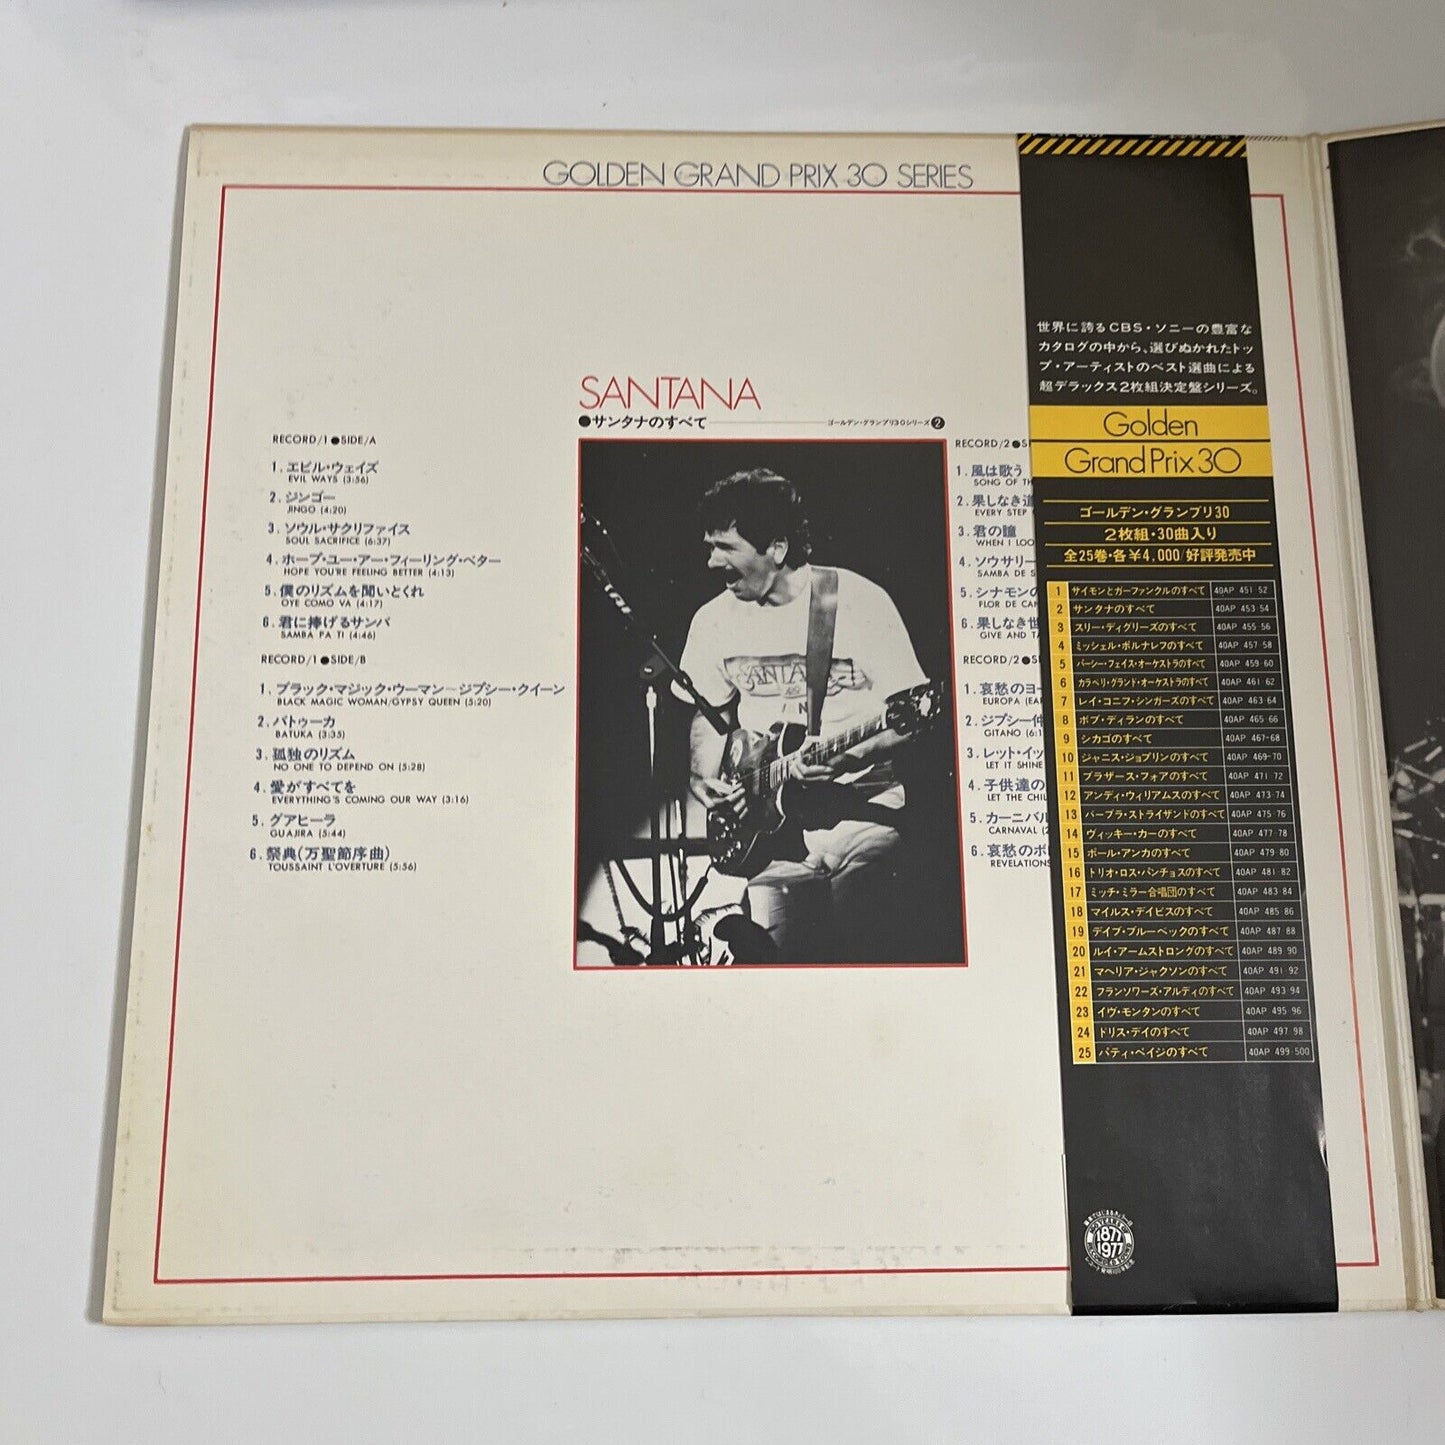 GOLDEN GRAND PRIX 30 SERIES
SANTANA
●サンタナのすべて
ゴールデン・グランプリ30シリーズ❷
RECORD/1●SIDE/A
1.エビル・ウェイズ
EVIL WAYS (3:56)
2.ジンゴー
JINGO (4:20)
3.ソウル・サクリファイス
SOUL SACRIFICE (6:37)
4.ホープ・ユー・アー・フィーリング・ベター
HOPE YOU'RE FEELING BETTER (4:13)
5.僕のリズムを聞いとくれ
OYE COMO VA (4:17)
6.君に捧げるサンバ
SAMBA PA TI (4:46)
RECORD/1●SIDE/B
1.ブラック・マジック・ウーマン〜ジプシー・クイーン
BLACK MAGIC WOMAN/GYPSY QUEEN (5:20)
2.バトゥーカ
BATUKA (3:35)
3.孤独のリズム
NO ONE TO DEPEND ON (5:28)
4.愛がすべてを
EVERYTHING'S COMING OUR WAY (3:16)
5.グアヒーラ
GUAJIRA (5:44)
6.祭典(万聖節序曲)
TOUSSAINT L'OVERTURE (5:56)
SANTANA
RECORD/2●SI
1.風は歌う
SONG OF TH
2.果しなき道
EVERY STEP
3.君の瞳
WHEN I LOO
4.ソウサリー
SAMBA DE S
5.シナモンの
FLOR DE CAN
6.果しなき世
GIVE AND TA
RECORD/2●SI
1.哀愁のヨー
EUROPA (EAR
2.ジプシー仲
GITANO (6:1
3.レット・イッ
LET IT SHINE
4.子供達の
LET THE CHIL
5.カーニバル
CARNAVAL (2
6.哀愁のボ
REVELATIONS
世界に誇るCBS・ソニーの豊富な
カタログの中から、選びぬかれたトッ
プ・アーティストのベスト選曲による
超デラックス2枚組決定盤シリーズ。
Golden
Grand Prix 30
ゴールデン・グランプリ30
2枚組・30曲入り
全25巻・各¥4,000/好評発売中
1 サイモンとガーファンクルのすべて 40AP 451 52
2 サンタナのすべて 40AP 453 54
3 スリー・ディグリーズのすべて 40AP 455 56
4 ミッシェル・ポルナレフのすべて 40AP 457 58
5 パーシー・フェイス・オーケストラのすべて 40AP 459 60
6 カラベリ・グランド・オーケストラのすべて 40AP 461 62
7 レイ・コニフ・シンガーズのすべて 40AP 463 64
8 ボブ・ディランのすべて 40AP 465 66
9 シカゴのすべて 40AP 467-68
10 ジャニス・ジョプリンのすべて 40AP 469-70
11 ブラザース・フォアのすべて 40AP 471 72
12 アンディ・ウィリアムスのすべて 40AP 473 74
13 バーブラ・ストライザンドのすべて 40AP 475 76
14 ヴィッキー・カーのすべて 40AP 477-78
15 ポール・アンカのすべて 40AP 479 80
16 トリオ・ロス・パンチョスのすべて 40AP 481 82
17 ミッチ・ミラー合唱団のすべて 40AP 483 84
18 マイルス・デイビスのすべて 40AP 485 86
19 デイブ・ブルーベックのすべて 40AP 487 88
20 ルイ・アームストロングのすべて 40AP 489 90
21 マヘリア・ジャクソンのすべて 40AP 491 92
22 フランソワーズ・アルディのすべて 40AP 493 94
23 イヴ・モンタンのすべて 40AP 495 96
24 ドリス・デイのすべて 40AP 497 98
25 パティ・ペイジのすべて 40AP 499 500
100 YEARS OF
1877
1977
RECORDED SOUND